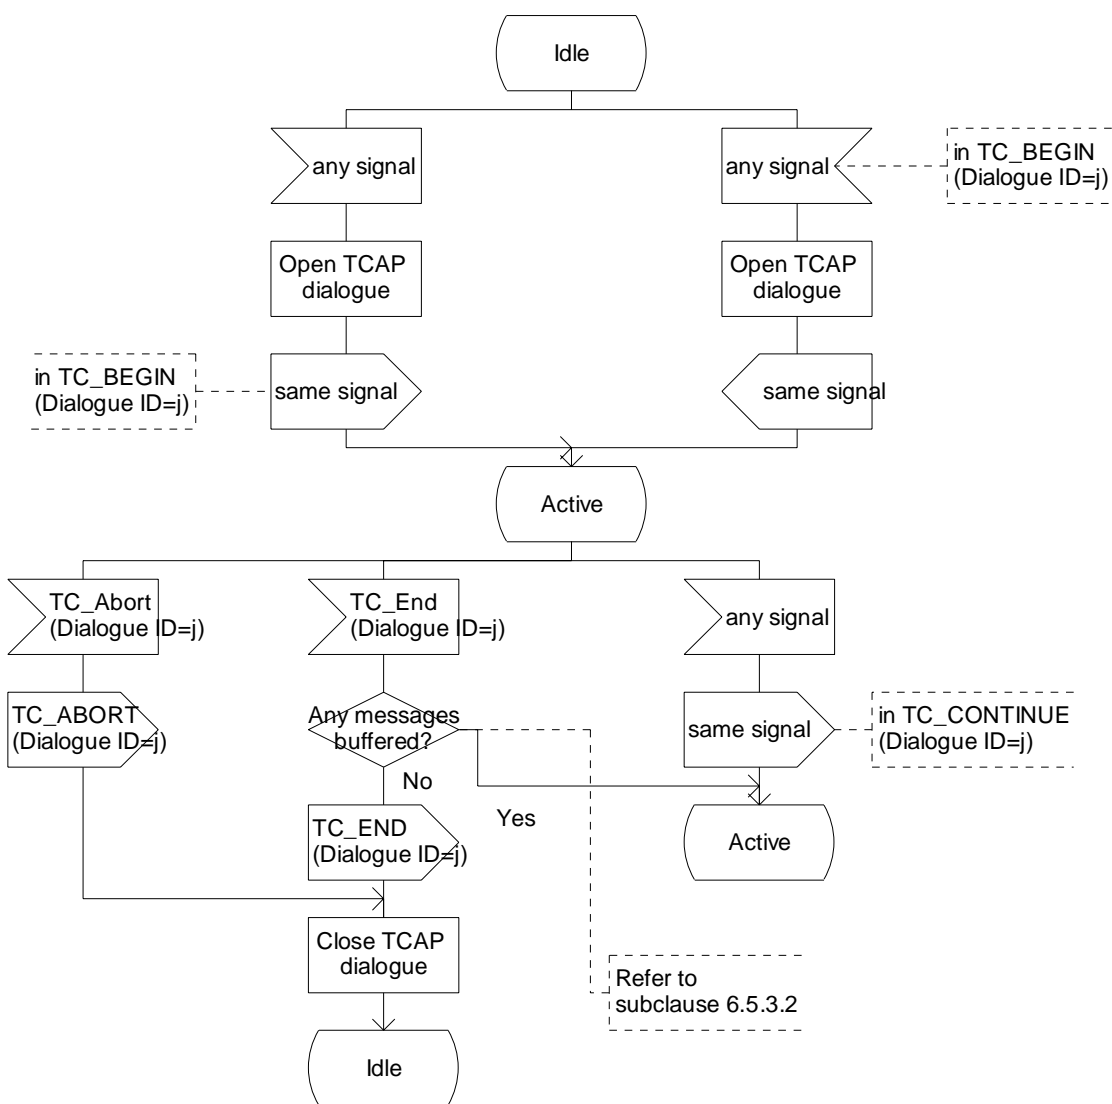 Idle
any signal
any signal
in TC_BEGIN
(Dialogue ID=j)
Open TCAP
dialogue
Open TCAP
dialogue
in TC_BEGIN
(Dialogue ID=j)
same signal
same signal
Active
TC_Abort
(Dialogue ID=j)
TC_End
(Dialogue ID=j)
any signal
TC_ABORT
(Dialogue ID=j)
Any messages
buffered?
same signal
in TC_CONTINUE
(Dialogue ID=j)
No
Yes
TC_END
(Dialogue ID=j)
Active
Close TCAP
dialogue
Refer to
subclause 6.5.3.2
Idle